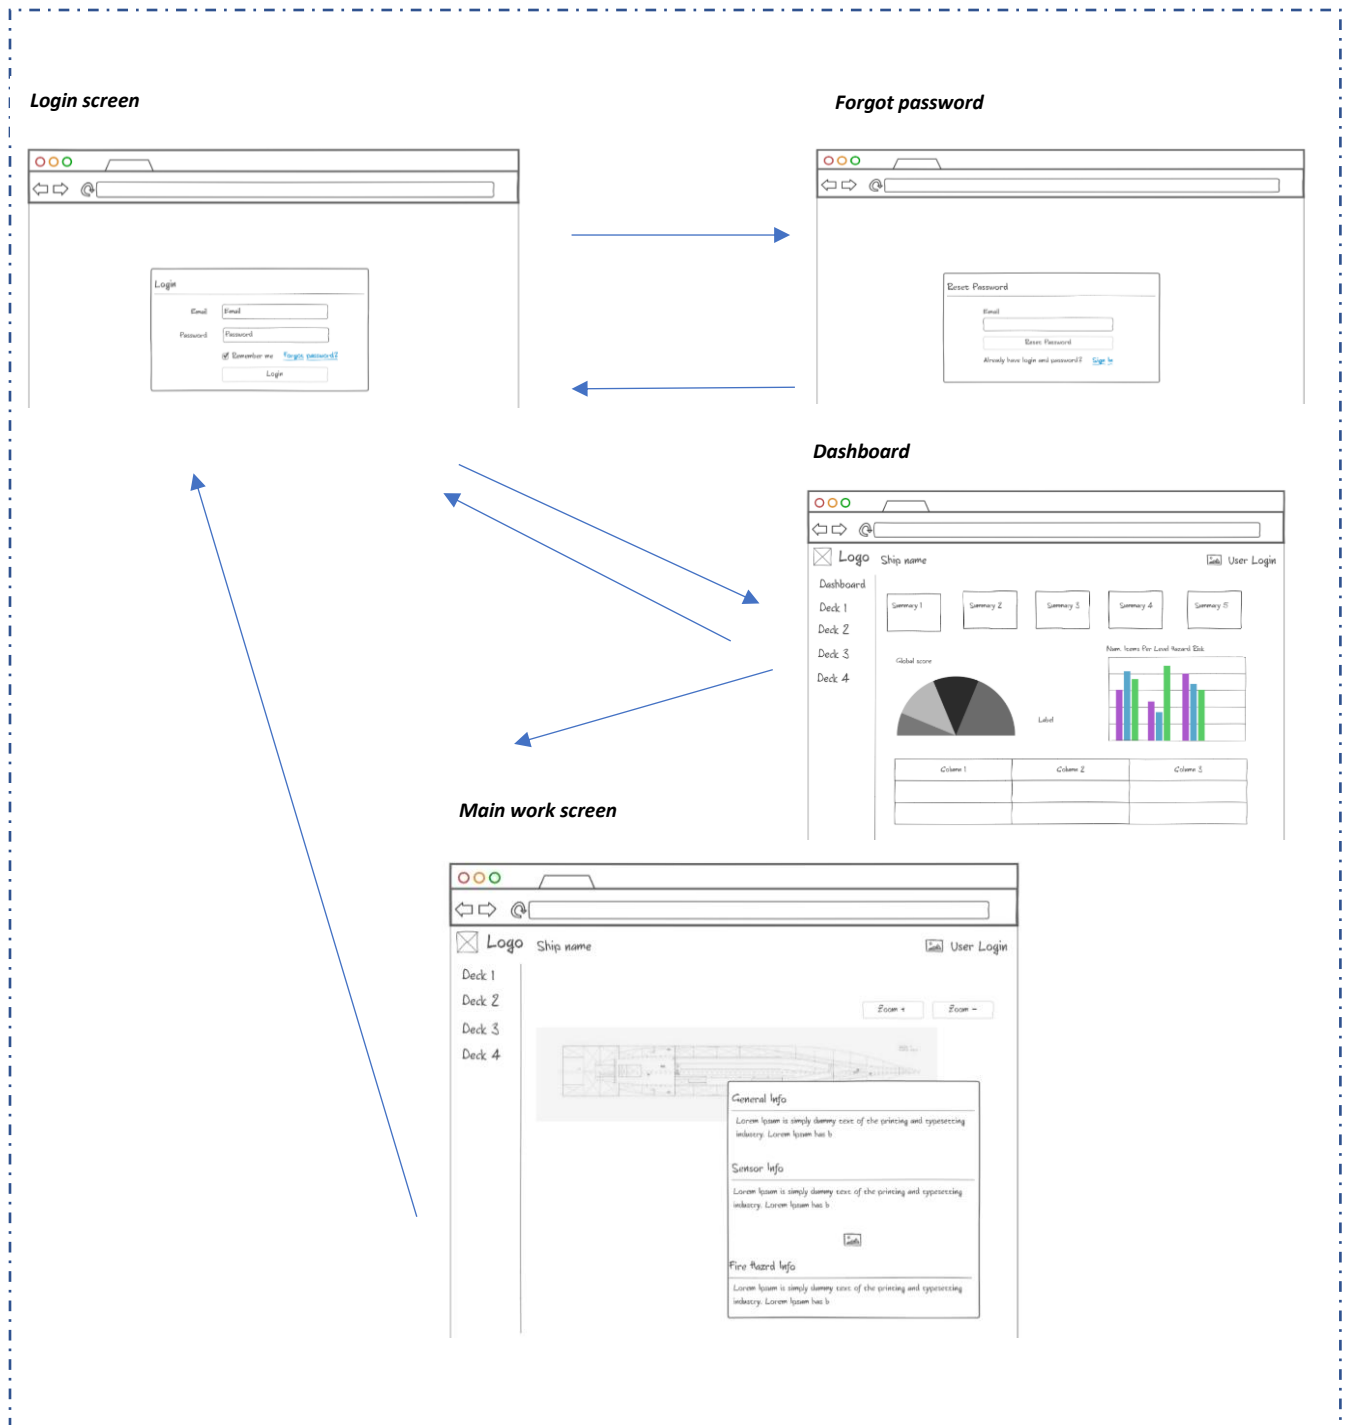 Login screen
Forgot password
Login
Email Email
Password Password
Remember me Forgot password?
Login
Reset Password
Email
Reset Password
Already have login and password? Sign In
Dashboard
Logo Ship name User Login
Dashboard
Deck 1
Deck 2
Deck 3
Deck 4
Summary 1 Summary 2 Summary 3 Summary 4 Summary 5
Global score
Num. Items Per Level Hazard Risk
Label
Column 1 Column 2 Column 3
Main work screen
Logo Ship name User Login
Deck 1
Deck 2
Deck 3
Deck 4
Zoom + Zoom -
General Info
Lorem Ipsum is simply dummy text of the printing and typesetting
industry. Lorem Ipsum has b
Sensor Info
Lorem Ipsum is simply dummy text of the printing and typesetting
industry. Lorem Ipsum has b
Fire Hazrd Info
Lorem Ipsum is simply dummy text of the printing and typesetting
industry. Lorem Ipsum has b